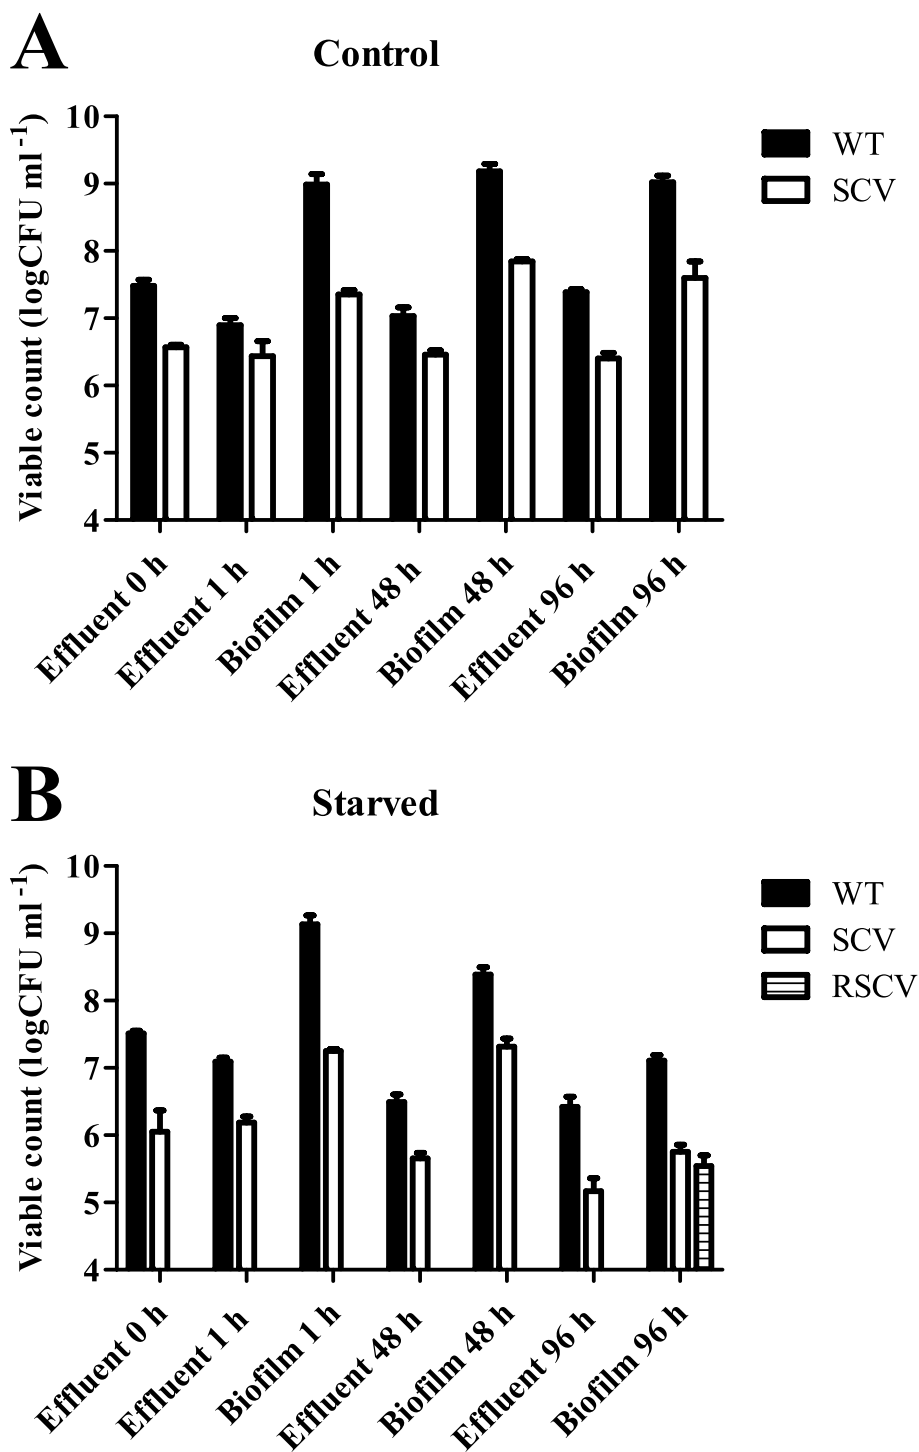 A
Control
Viable count (logCFU ml⁻¹)
10
9
8
7
6
5
4
WT
SCV
Effluent 0 h
Effluent 1 h
Biofilm 1 h
Effluent 48 h
Biofilm 48 h
Effluent 96 h
Biofilm 96 h
B
Starved
Viable count (logCFU ml⁻¹)
10
9
8
7
6
5
4
WT
SCV
RSCV
Effluent 0 h
Effluent 1 h
Biofilm 1 h
Effluent 48 h
Biofilm 48 h
Effluent 96 h
Biofilm 96 h